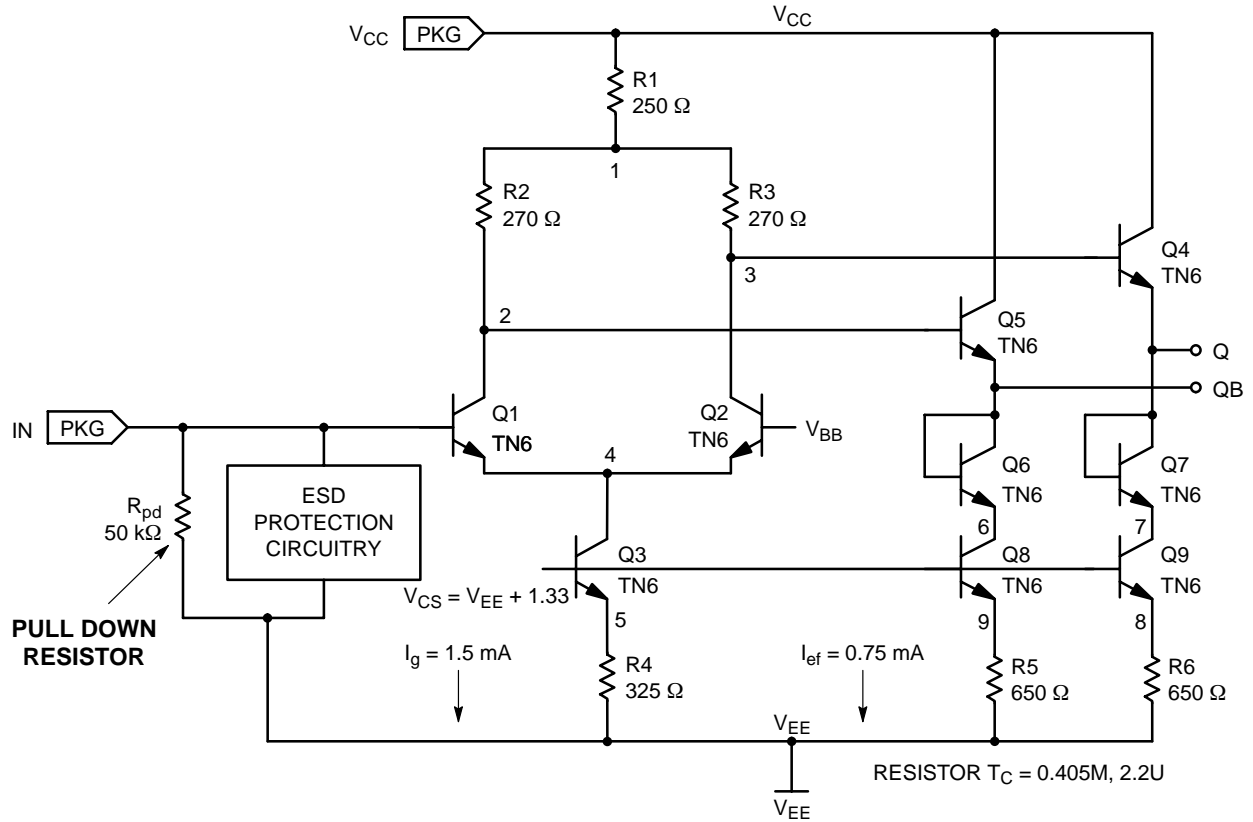 VCC PKG
VCC
R1
250 Ω
1
R2
270 Ω
R3
270 Ω
3
Q4
TN6
2
Q5
TN6
Q
QB
IN PKG
Q1
TN6
Q2
TN6
VBB
4
Rpd
50 kΩ
ESD
PROTECTION
CIRCUITRY
Q6
TN6
Q7
TN6
6
7
Q3
TN6
Q8
TN6
Q9
TN6
VCS = VEE + 1.33
5
9
8
PULL DOWN
RESISTOR
Ig = 1.5 mA
R4
325 Ω
Ief = 0.75 mA
R5
650 Ω
R6
650 Ω
VEE
RESISTOR TC = 0.405M, 2.2U
VEE